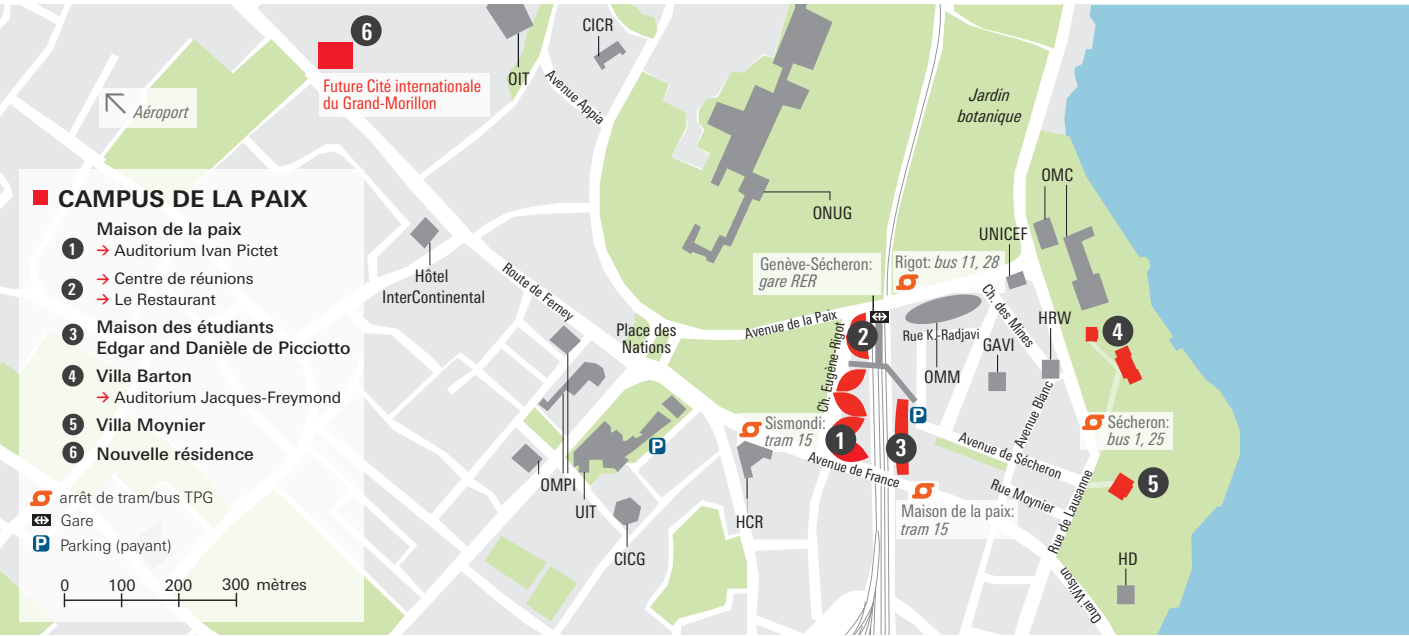 6
CICR
OIT
Future Cité internationale
du Grand-Morillon
Avenue Appia
Aéroport
Jardin
botanique
CAMPUS DE LA PAIX
Maison de la paix
1 → Auditorium Ivan Pictet
2 → Centre de réunions
→ Le Restaurant
3 Maison des étudiants
Edgar and Danièle de Picciotto
4 Villa Barton
→ Auditorium Jacques-Freymond
5 Villa Moynier
6 Nouvelle résidence
arrêt de tram/bus TPG
Gare
P Parking (payant)
0 100 200 300 mètres
OMC
ONUG
UNICEF
Hôtel
InterContinental
Route de Ferney
Genève-Sécheron:
gare RER
Rigot: bus 11, 28
Place des
Nations
Avenue de la Paix
Ch. Eugène-Rigot
2
Rue K.-Radjavi
Ch. des Mines
GAVI
HRW
4
OMM
Avenue Blanc
P
Sismondi:
tram 15
1
3
Sécheron:
bus 1, 25
P
Avenue de France
Avenue de Sécheron
Rue Moynier
Rue de Lausanne
5
OMPI
UIT
HCR
Maison de la paix:
tram 15
CICG
HD
Quai Wilson